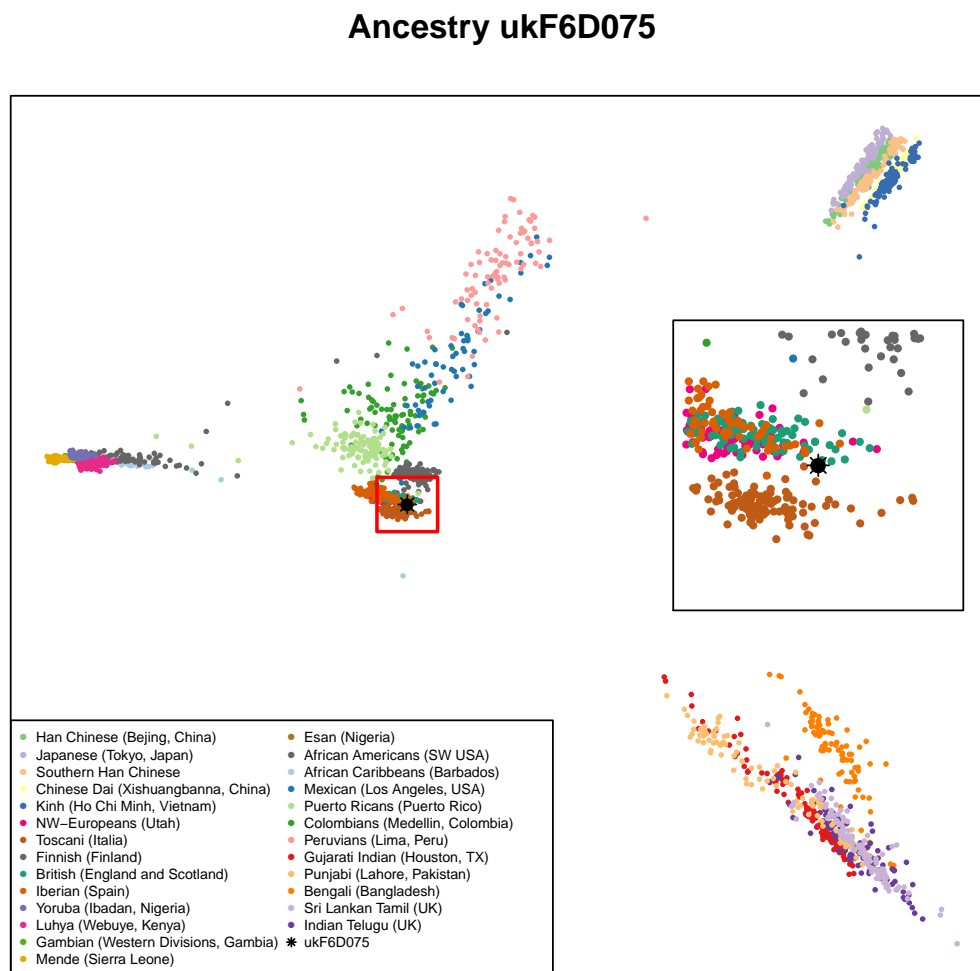 Ancestry ukF6D075
Han Chinese (Bejing, China)
Japanese (Tokyo, Japan)
Southern Han Chinese
Chinese Dai (Xishuangbanna, China)
Kinh (Ho Chi Minh, Vietnam)
NW−Europeans (Utah)
Toscani (Italia)
Finnish (Finland)
British (England and Scotland)
Iberian (Spain)
Yoruba (Ibadan, Nigeria)
Luhya (Webuye, Kenya)
Gambian (Western Divisions, Gambia)
Mende (Sierra Leone)
Esan (Nigeria)
African Americans (SW USA)
African Caribbeans (Barbados)
Mexican (Los Angeles, USA)
Puerto Ricans (Puerto Rico)
Colombians (Medellin, Colombia)
Peruvians (Lima, Peru)
Gujarati Indian (Houston, TX)
Punjabi (Lahore, Pakistan)
Bengali (Bangladesh)
Sri Lankan Tamil (UK)
Indian Telugu (UK)
ukF6D075